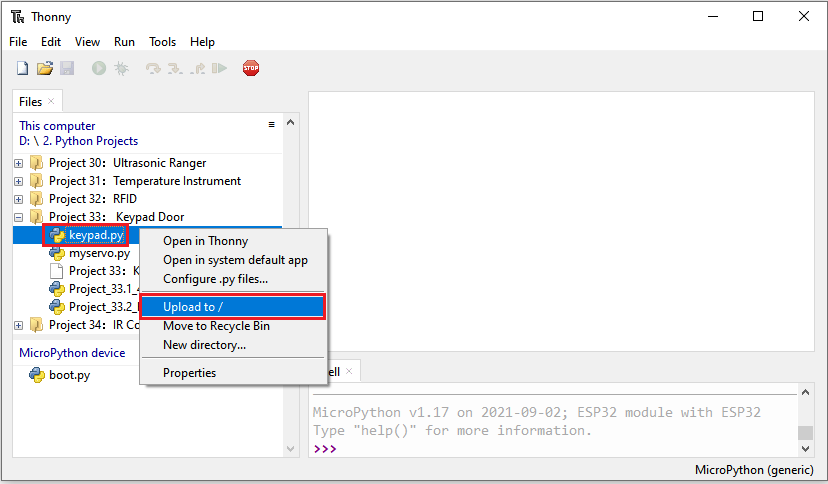 Thonny
File Edit View Run Tools Help
STOP
Files
This computer
D: \ 2. Python Projects
Project 30：Ultrasonic Ranger
Project 31：Temperature Instrument
Project 32：RFID
Project 33： Keypad Door
keypad.py
myservo.py
Project 33：K
Project_33.1_
Project_33.2_
Project 34：IR Co
Open in Thonny
Open in system default app
Configure .py files...
Upload to /
Move to Recycle Bin
New directory...
Properties
MicroPython device
boot.py
ell
MicroPython v1.17 on 2021-09-02; ESP32 module with ESP32
Type "help()" for more information.
>>>
MicroPython (generic)